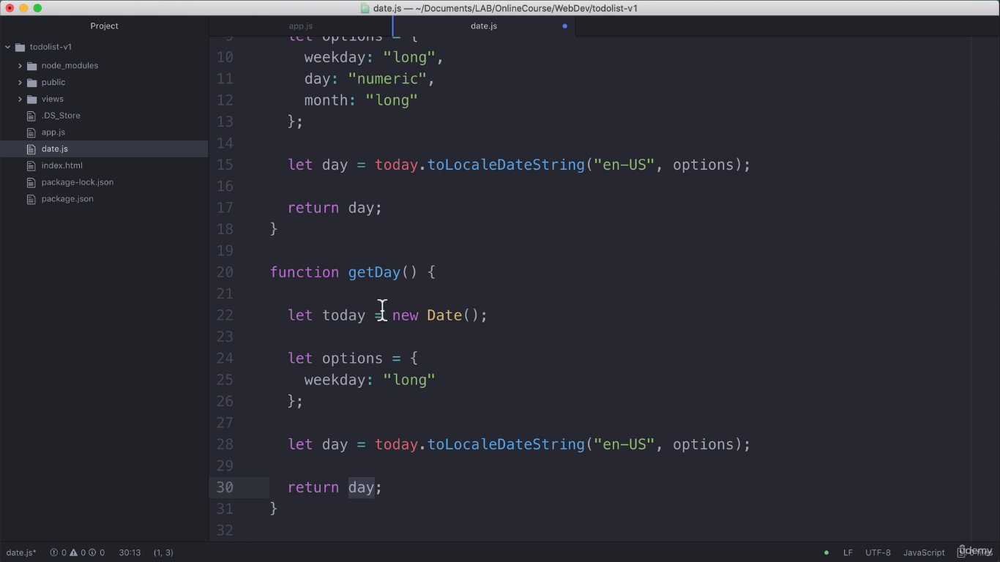 date.js — ~/Documents/LAB/OnlineCourse/WebDev/todolist-v1
Project
app.js
date.js
todolist-v1
node_modules
public
views
.DS_Store
app.js
date.js
index.html
package-lock.json
package.json
9 let options = {
10 weekday: "long",
11 day: "numeric",
12 month: "long"
13 };
14
15 let day = today.toLocaleDateString("en-US", options);
16
17 return day;
18 }
19
20 function getDay() {
21
22 let today = new Date();
23
24 let options = {
25 weekday: "long"
26 };
27
28 let day = today.toLocaleDateString("en-US", options);
29
30 return day;
31 }
32
date.js* 0 0 0 30:13 (1, 3) LF UTF-8 JavaScript files
udemy